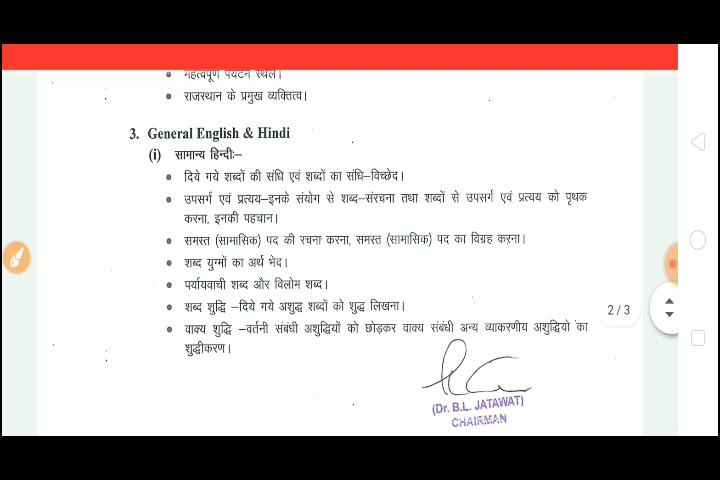 • महत्वपूर्ण पर्यटन स्थल।
• राजस्थान के प्रमुख व्यक्तित्व।
3. General English & Hindi
(i) सामान्य हिन्दीः–
• दिये गये शब्दों की संधि एवं शब्दों का संधि–विच्छेद।
• उपसर्ग एवं प्रत्यय–इनके संयोग से शब्द–संरचना तथा शब्दों से उपसर्ग एवं प्रत्यय को पृथक
करना, इनकी पहचान।
• समस्त (सामासिक) पद की रचना करना, समस्त (सामासिक) पद का विग्रह करना।
• शब्द युग्मों का अर्थ भेद।
• पर्यायवाची शब्द और विलोम शब्द।
• शब्द शुद्धि –दिये गये अशुद्ध शब्दों को शुद्ध लिखना।
• वाक्य शुद्धि –वर्तनी संबंधी अशुद्धियों को छोड़कर वाक्य संबंधी अन्य व्याकरणीय अशुद्धियो का
शुद्धीकरण।
2/3
(Dr. B.L. JATAWAT)
CHAIRMAN